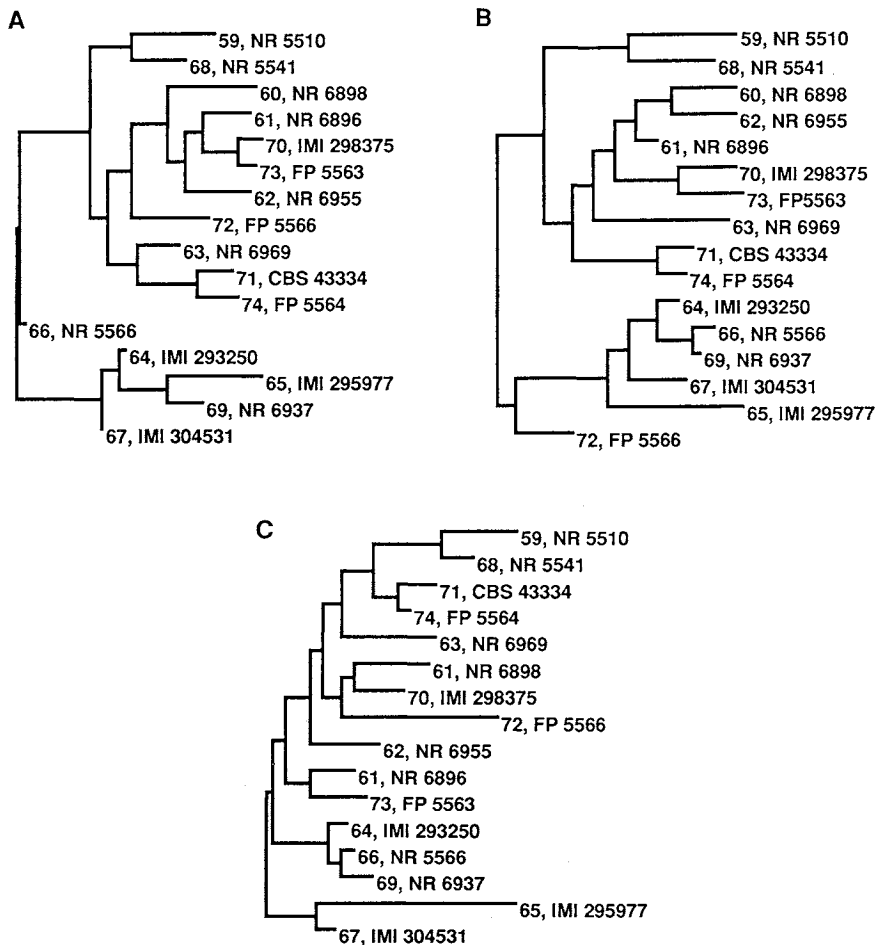 A
59, NR 5510
68, NR 5541
60, NR 6898
61, NR 6896
70, IMI 298375
73, FP 5563
62, NR 6955
72, FP 5566
63, NR 6969
71, CBS 43334
74, FP 5564
66, NR 5566
64, IMI 293250
65, IMI 295977
69, NR 6937
67, IMI 304531
B
59, NR 5510
68, NR 5541
60, NR 6898
62, NR 6955
61, NR 6896
70, IMI 298375
73, FP5563
63, NR 6969
71, CBS 43334
74, FP 5564
64, IMI 293250
66, NR 5566
69, NR 6937
67, IMI 304531
65, IMI 295977
72, FP 5566
C
59, NR 5510
68, NR 5541
71, CBS 43334
74, FP 5564
63, NR 6969
61, NR 6898
70, IMI 298375
72, FP 5566
62, NR 6955
61, NR 6896
73, FP 5563
64, IMI 293250
66, NR 5566
69, NR 6937
65, IMI 295977
67, IMI 304531